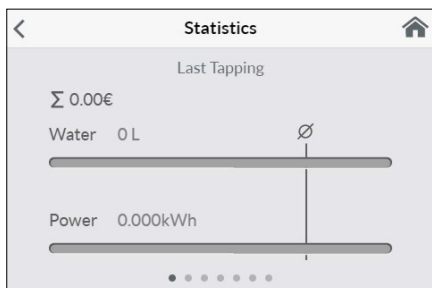 Statistics
Last Tapping
Σ 0.00€
Water 0 L Ø
Power 0.000kWh